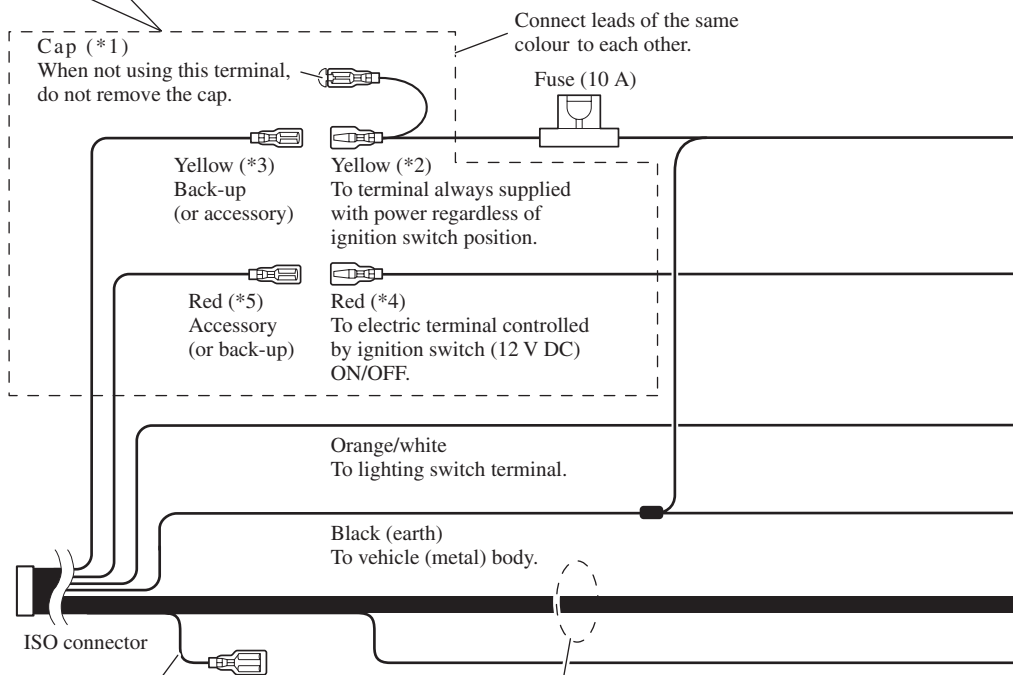 Connect leads of the same
colour to each other.
Cap (*1)
When not using this terminal,
do not remove the cap.
Fuse (10 A)
Yellow (*3)
Back-up
(or accessory)
Yellow (*2)
To terminal always supplied
with power regardless of
ignition switch position.
Red (*5)
Accessory
(or back-up)
Red (*4)
To electric terminal controlled
by ignition switch (12 V DC)
ON/OFF.
Orange/white
To lighting switch terminal.
Black (earth)
To vehicle (metal) body.
ISO connector